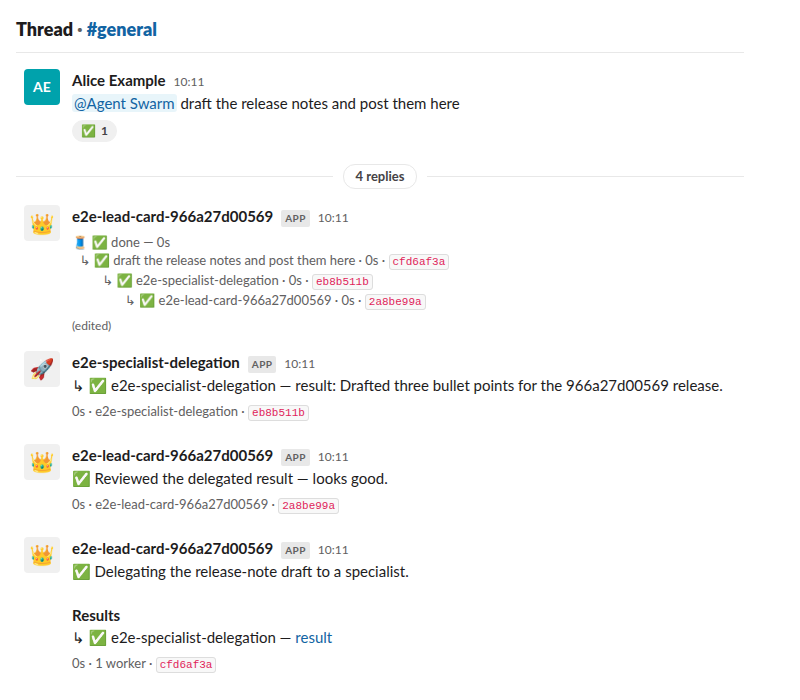 Thread • #general
AE
Alice Example 10:11
@Agent Swarm draft the release notes and post them here
✅ 1
4 replies
e2e-lead-card-966a27d00569 APP 10:11
🧵 ✅ done — 0s
↳ ✅ draft the release notes and post them here · 0s · cfd6af3a
↳ ✅ e2e-specialist-delegation · 0s · eb8b511b
↳ ✅ e2e-lead-card-966a27d00569 · 0s · 2a8be99a
(edited)
e2e-specialist-delegation APP 10:11
↳ ✅ e2e-specialist-delegation — result: Drafted three bullet points for the 966a27d00569 release.
0s · e2e-specialist-delegation · eb8b511b
e2e-lead-card-966a27d00569 APP 10:11
✅ Reviewed the delegated result — looks good.
0s · e2e-lead-card-966a27d00569 · 2a8be99a
e2e-lead-card-966a27d00569 APP 10:11
✅ Delegating the release-note draft to a specialist.
Results
↳ ✅ e2e-specialist-delegation — result
0s · 1 worker · cfd6af3a